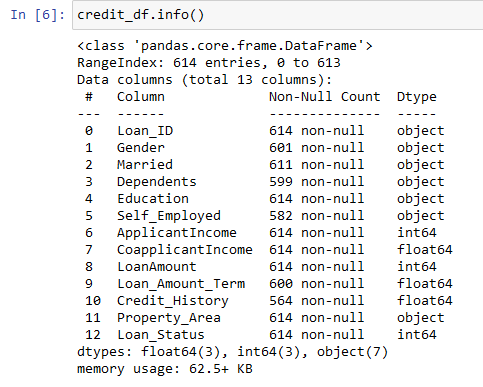 In [6]: credit_df.info()
<class 'pandas.core.frame.DataFrame'>
RangeIndex: 614 entries, 0 to 613
Data columns (total 13 columns):
 #   Column             Non-Null Count  Dtype
---  ------             --------------  -----
 0   Loan_ID            614 non-null    object
 1   Gender             601 non-null    object
 2   Married            611 non-null    object
 3   Dependents         599 non-null    object
 4   Education          614 non-null    object
 5   Self_Employed      582 non-null    object
 6   ApplicantIncome    614 non-null    int64
 7   CoapplicantIncome  614 non-null    float64
 8   LoanAmount         614 non-null    int64
 9   Loan_Amount_Term   600 non-null    float64
 10  Credit_History     564 non-null    float64
 11  Property_Area      614 non-null    object
 12  Loan_Status        614 non-null    int64
dtypes: float64(3), int64(3), object(7)
memory usage: 62.5+ KB